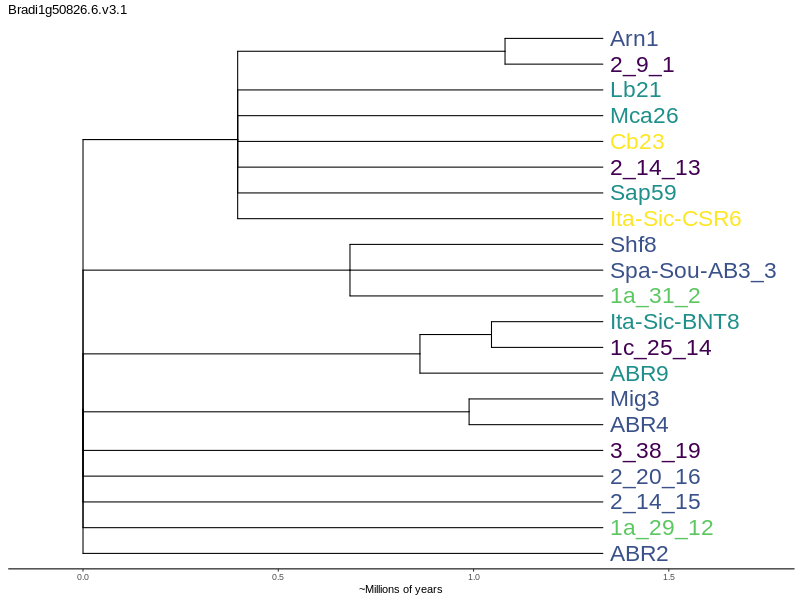 Bradi1g50826.6.v3.1
Arn1
2_9_1
Lb21
Mca26
Cb23
2_14_13
Sap59
Ita-Sic-CSR6
Shf8
Spa-Sou-AB3_3
1a_31_2
Ita-Sic-BNT8
1c_25_14
ABR9
Mig3
ABR4
3_38_19
2_20_16
2_14_15
1a_29_12
ABR2
0.0 0.5 1.0 1.5
~Millions of years